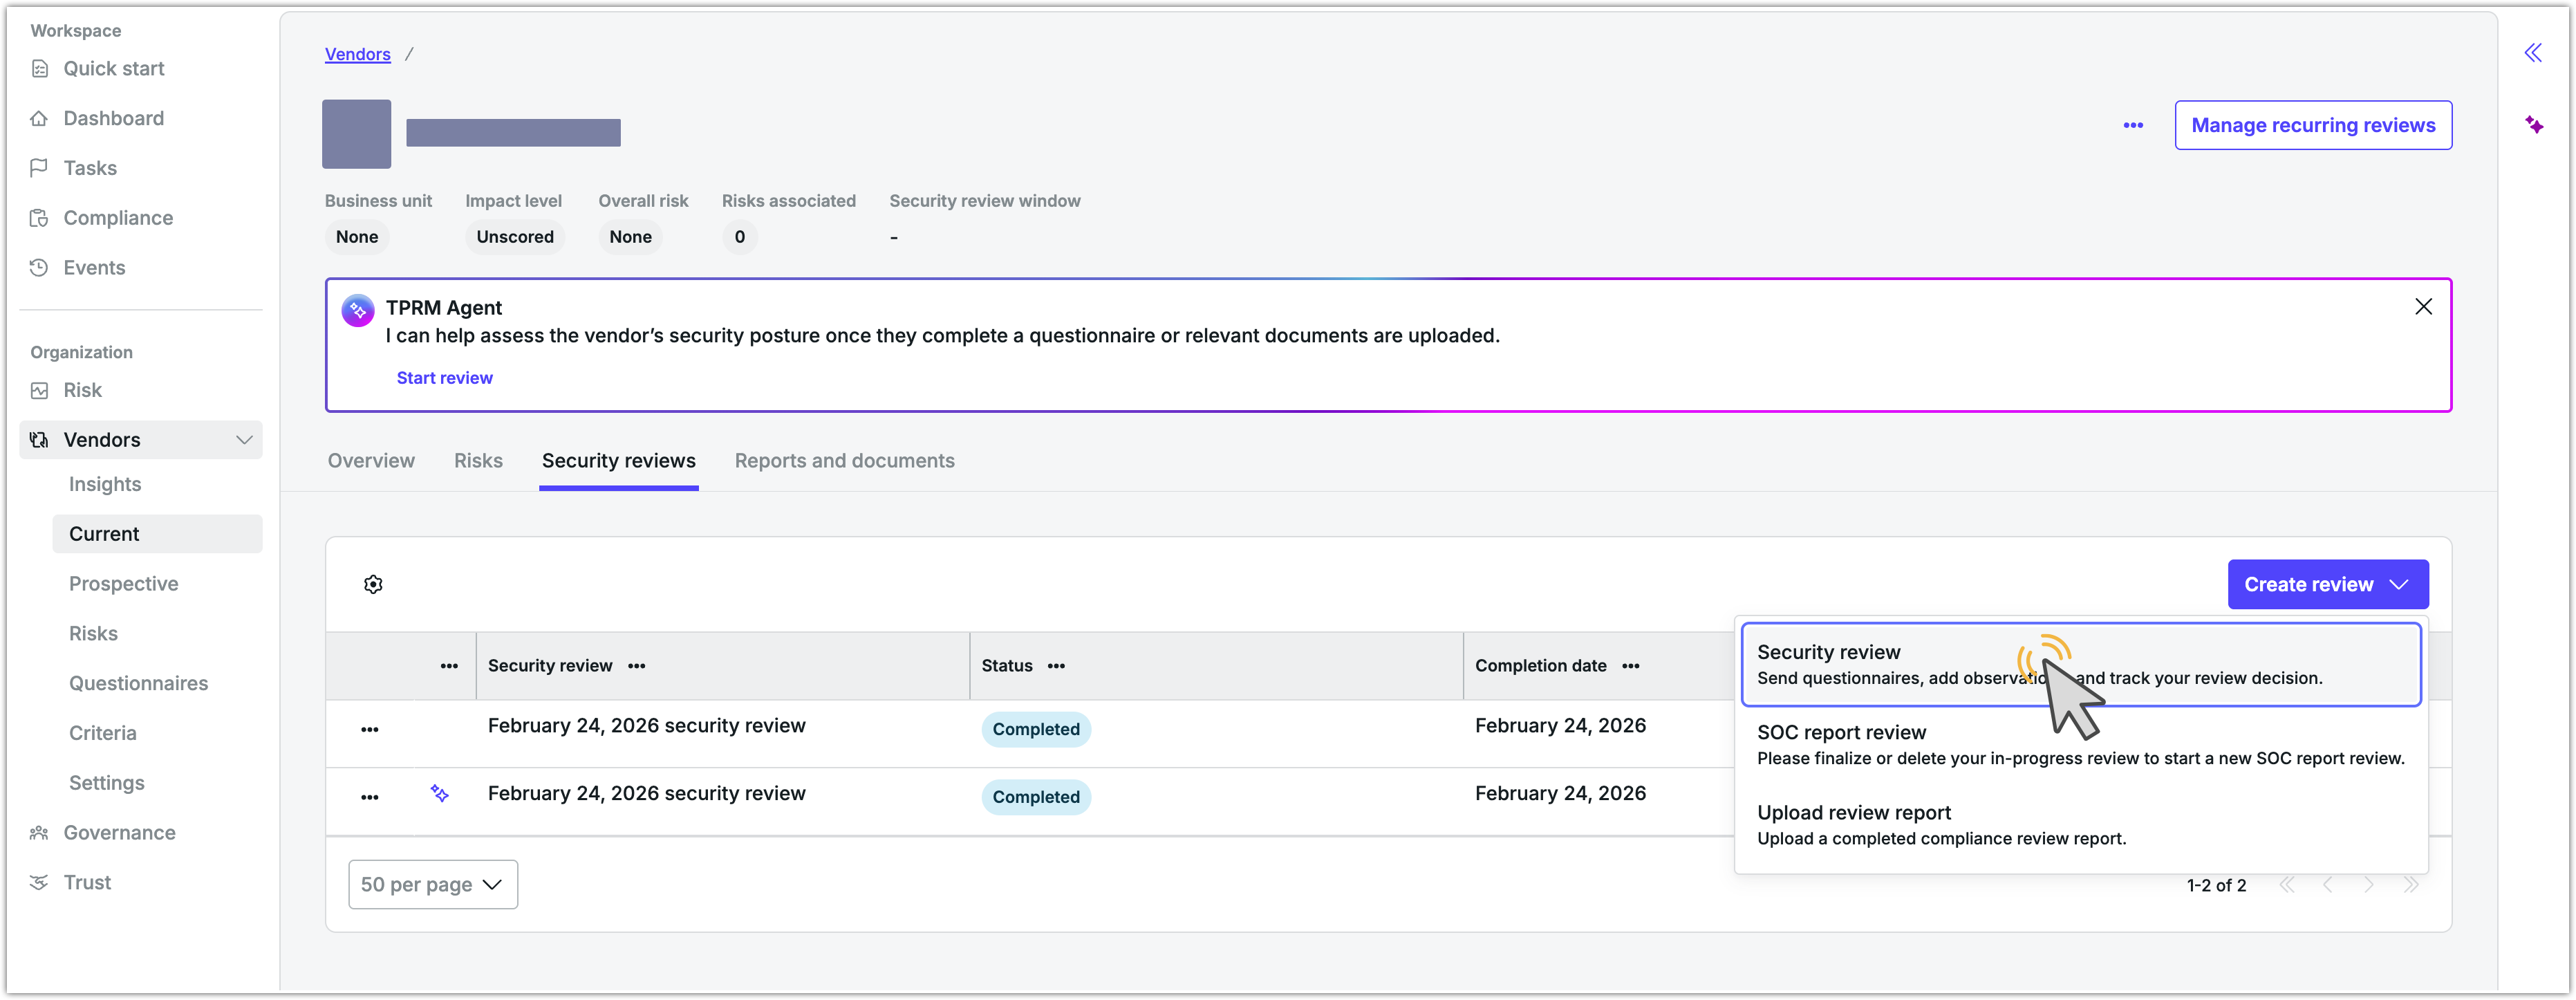 Workspace
Quick start
Dashboard
Tasks
Compliance
Events
Organization
Risk
Vendors
Insights
Current
Prospective
Risks
Questionnaires
Criteria
Settings
Governance
Trust
Vendors /
Manage recurring reviews
Business unit Impact level Overall risk Risks associated Security review window
None Unscored None 0 -
TPRM Agent
I can help assess the vendor’s security posture once they complete a questionnaire or relevant documents are uploaded.
Start review
Overview Risks Security reviews Reports and documents
Create review
Security review Status Completion date
February 24, 2026 security review Completed February 24, 2026
February 24, 2026 security review Completed February 24, 2026
Security review
Send questionnaires, add and track your review decision.
SOC report review
Please finalize or delete your in-progress review to start a new SOC report review.
Upload review report
Upload a completed compliance review report.
50 per page
1-2 of 2